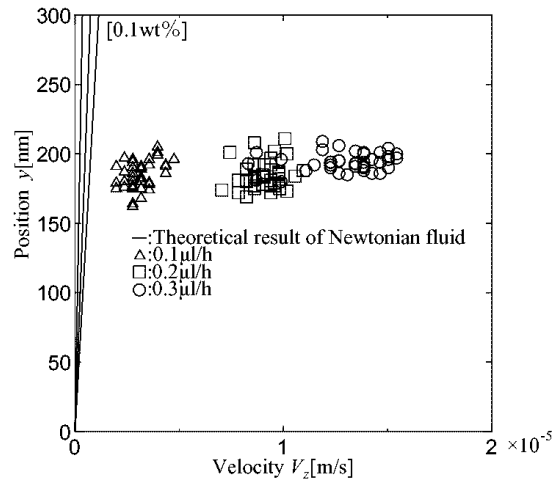 300
[0.1wt%]
250
200
150
100
50
0
Position y[nm]
—:Theoretical result of Newtonian fluid
△:0.1μl/h
□:0.2μl/h
○:0.3μl/h
0 1 2 ×10⁻⁵
Velocity Vz[m/s]